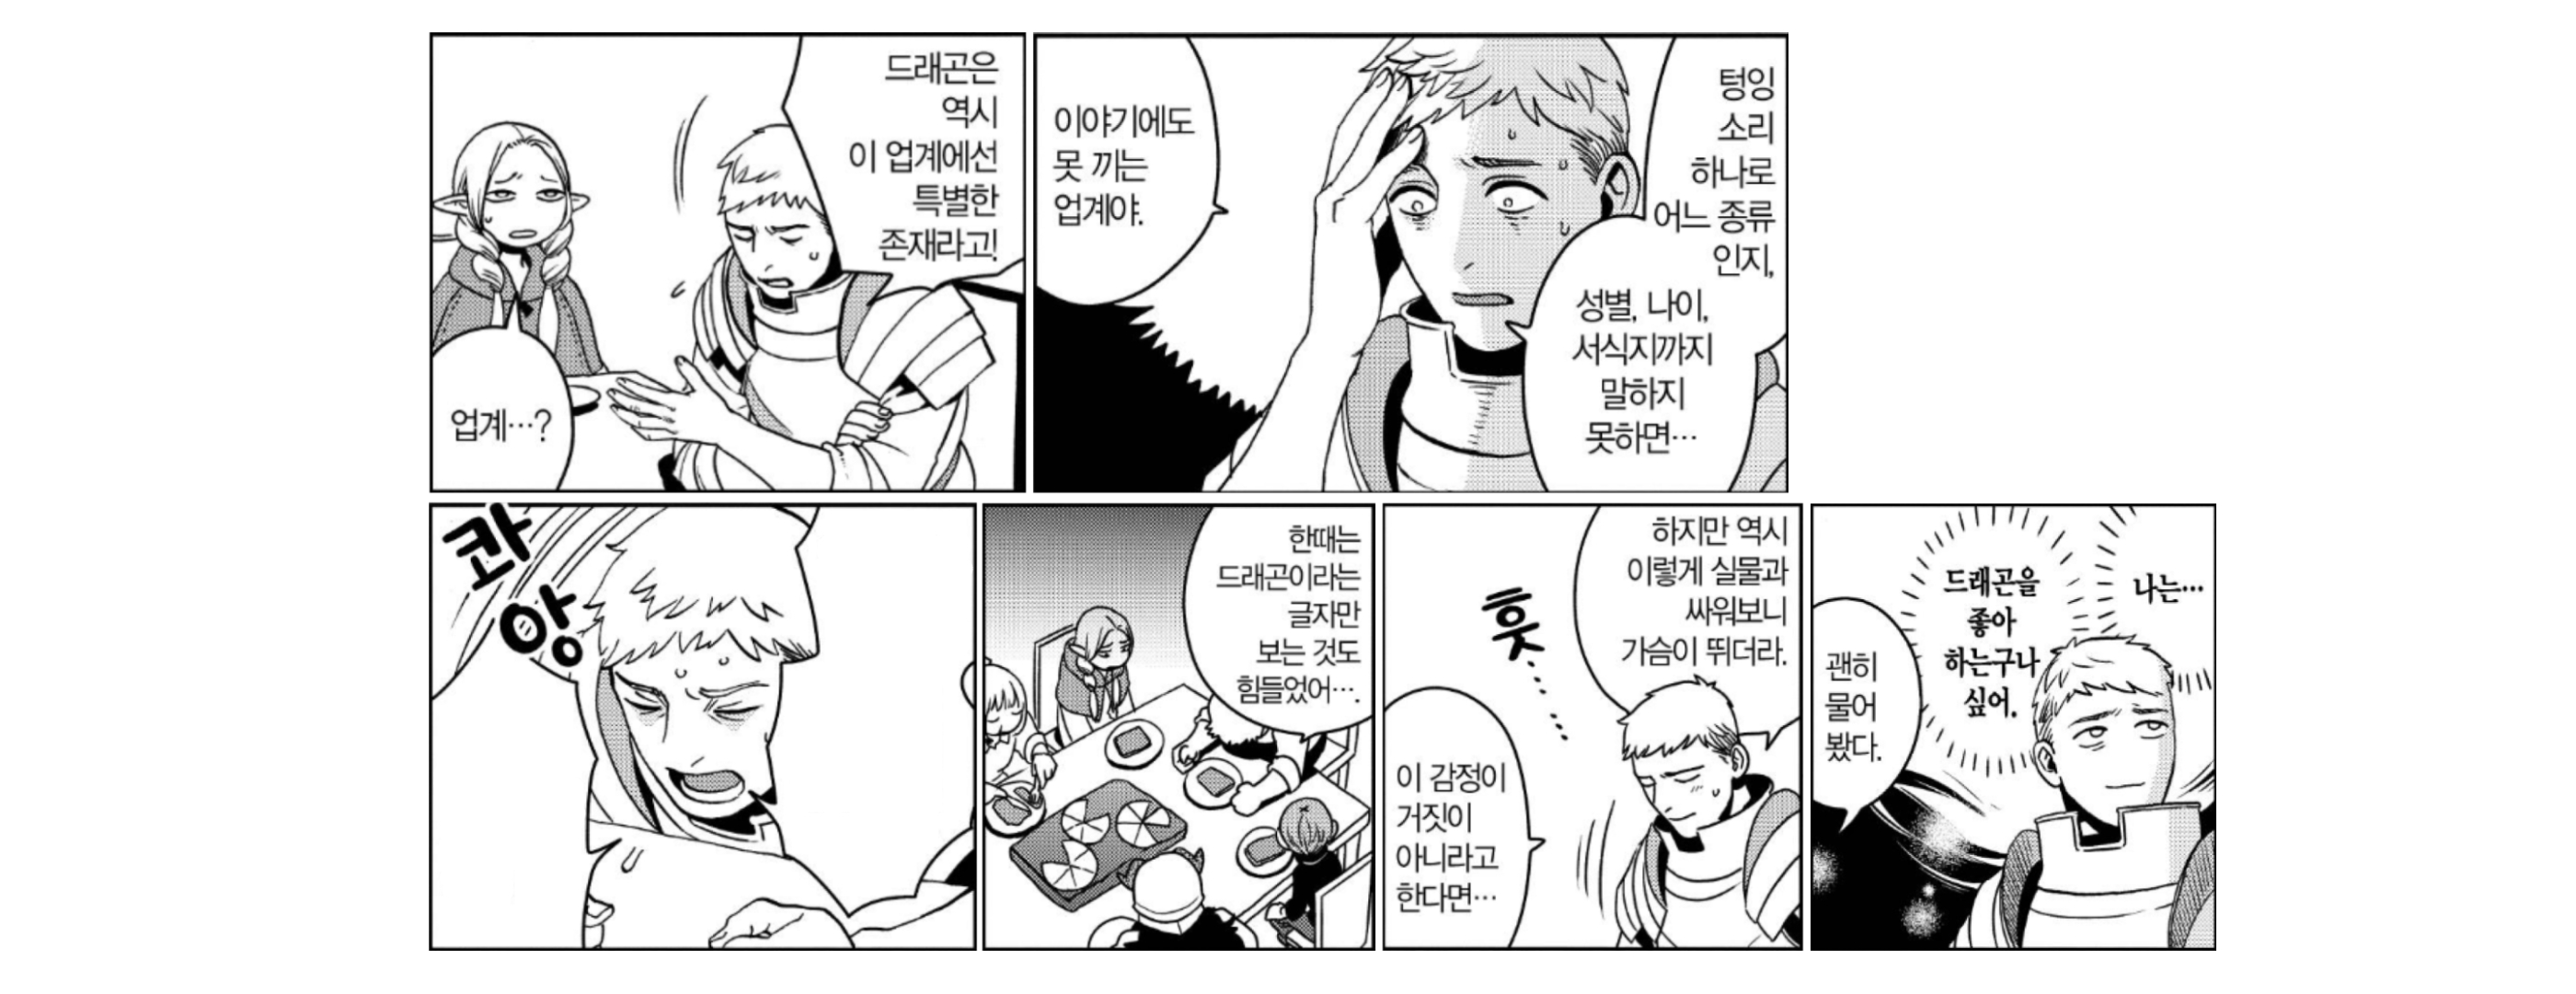 드래곤은
역시
이 업계에선
특별한
존재라고!
업계…?
텅잉
소리
하나로
어느 종류
인지,
성별, 나이,
서식지까지
말하지
못하면…
이야기에도
못 끼는
업계야.
콰
앙
한때는
드래곤이라는
글자만
보는 것도
힘들었어….
하지만 역시
이렇게 실물과
싸워보니
가슴이 뛰더라.
훗…
이 감정이
거짓이
아니라고
한다면…
나는…
드래곤을
좋아
하는구나
싶어.
괜히
물어
봤다.